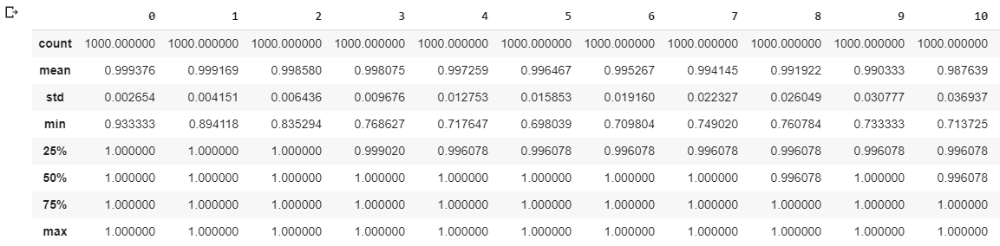 0 1 2 3 4 5 6 7 8 9 10
count 1000.000000 1000.000000 1000.000000 1000.000000 1000.000000 1000.000000 1000.000000 1000.000000 1000.000000 1000.000000 1000.000000
mean 0.999376 0.999169 0.998580 0.998075 0.997259 0.996467 0.995267 0.994145 0.991922 0.990333 0.987639
std 0.002654 0.004151 0.006436 0.009676 0.012753 0.015853 0.019160 0.022327 0.026049 0.030777 0.036937
min 0.933333 0.894118 0.835294 0.768627 0.717647 0.698039 0.709804 0.749020 0.760784 0.733333 0.713725
25% 1.000000 1.000000 1.000000 0.999020 0.996078 0.996078 0.996078 0.996078 0.996078 0.996078 0.996078
50% 1.000000 1.000000 1.000000 1.000000 1.000000 1.000000 1.000000 1.000000 0.996078 1.000000 0.996078
75% 1.000000 1.000000 1.000000 1.000000 1.000000 1.000000 1.000000 1.000000 1.000000 1.000000 1.000000
max 1.000000 1.000000 1.000000 1.000000 1.000000 1.000000 1.000000 1.000000 1.000000 1.000000 1.000000